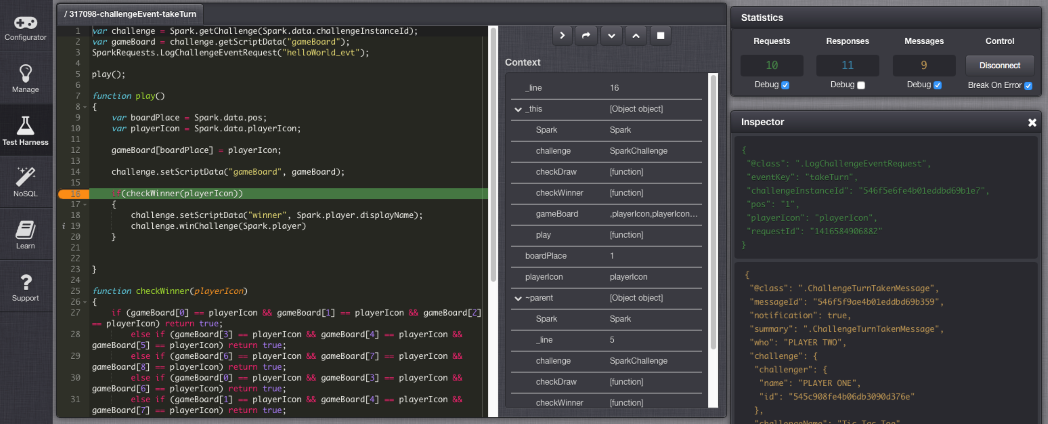 Configurator
Manage
Test Harness
NoSQL
Learn
Support
/ 317098-challengeEvent-takeTurn
1 var challenge = Spark.getChallenge(Spark.data.challengeInstanceId);
2 var gameBoard = challenge.getScriptData("gameBoard");
3 SparkRequests.LogChallengeEventRequest("helloWorld_evt");
4
5 play();
6
7 function play()
8 {
9 var boardPlace = Spark.data.pos;
10 var playerIcon = Spark.data.playerIcon;
11
12 gameBoard[boardPlace] = playerIcon;
13
14 challenge.setScriptData("gameBoard", gameBoard);
15
16 (checkWinner(playerIcon))
17 {
18 challenge.setScriptData("winner", Spark.player.displayName);
i 19 challenge.winChallenge(Spark.player)
20 }
21
22
23 }
24
25 function checkWinner(playerIcon)
26 {
27 if (gameBoard[0] == playerIcon && gameBoard[1] == playerIcon && gameBoard[2]
== playerIcon) return true;
28 else if (gameBoard[3] == playerIcon && gameBoard[4] == playerIcon &&
gameBoard[5] == playerIcon) return true;
29 else if (gameBoard[6] == playerIcon && gameBoard[7] == playerIcon &&
gameBoard[8] == playerIcon) return true;
30 else if (gameBoard[0] == playerIcon && gameBoard[3] == playerIcon &&
gameBoard[6] == playerIcon) return true;
31 else if (gameBoard[1] == playerIcon && gameBoard[4] == playerIcon &&
gameBoard[7] == playerIcon) return true;
Context
_line 16
_this [Object object]
Spark Spark
challenge SparkChallenge
checkDraw [function]
checkWinner [function]
gameBoard ,playerIcon,playerIcon...
play [function]
boardPlace 1
playerIcon playerIcon
~parent [Object object]
Spark Spark
_line 5
challenge SparkChallenge
checkDraw [function]
checkWinner [function]
Statistics
Requests Responses Messages Control
10 11 9 Disconnect
Debug Debug Debug Break On Error
Inspector
{
"@class": ".LogChallengeEventRequest",
"eventKey": "takeTurn",
"challengeInstanceId": "546f5e6fe4b01eddbd69b1e7",
"pos": "1",
"playerIcon": "playerIcon",
"requestId": "1416584906882"
}
{
"@class": ".ChallengeTurnTakenMessage",
"messageId": "546f5f9ae4b01eddbd69b359",
"notification": true,
"summary": ".ChallengeTurnTakenMessage",
"who": "PLAYER TWO",
"challenge": {
"challenger": {
"name": "PLAYER ONE",
"id": "545c908fe4b06db3090d376e"
},
"challengeName": "Tic Tac Toe"